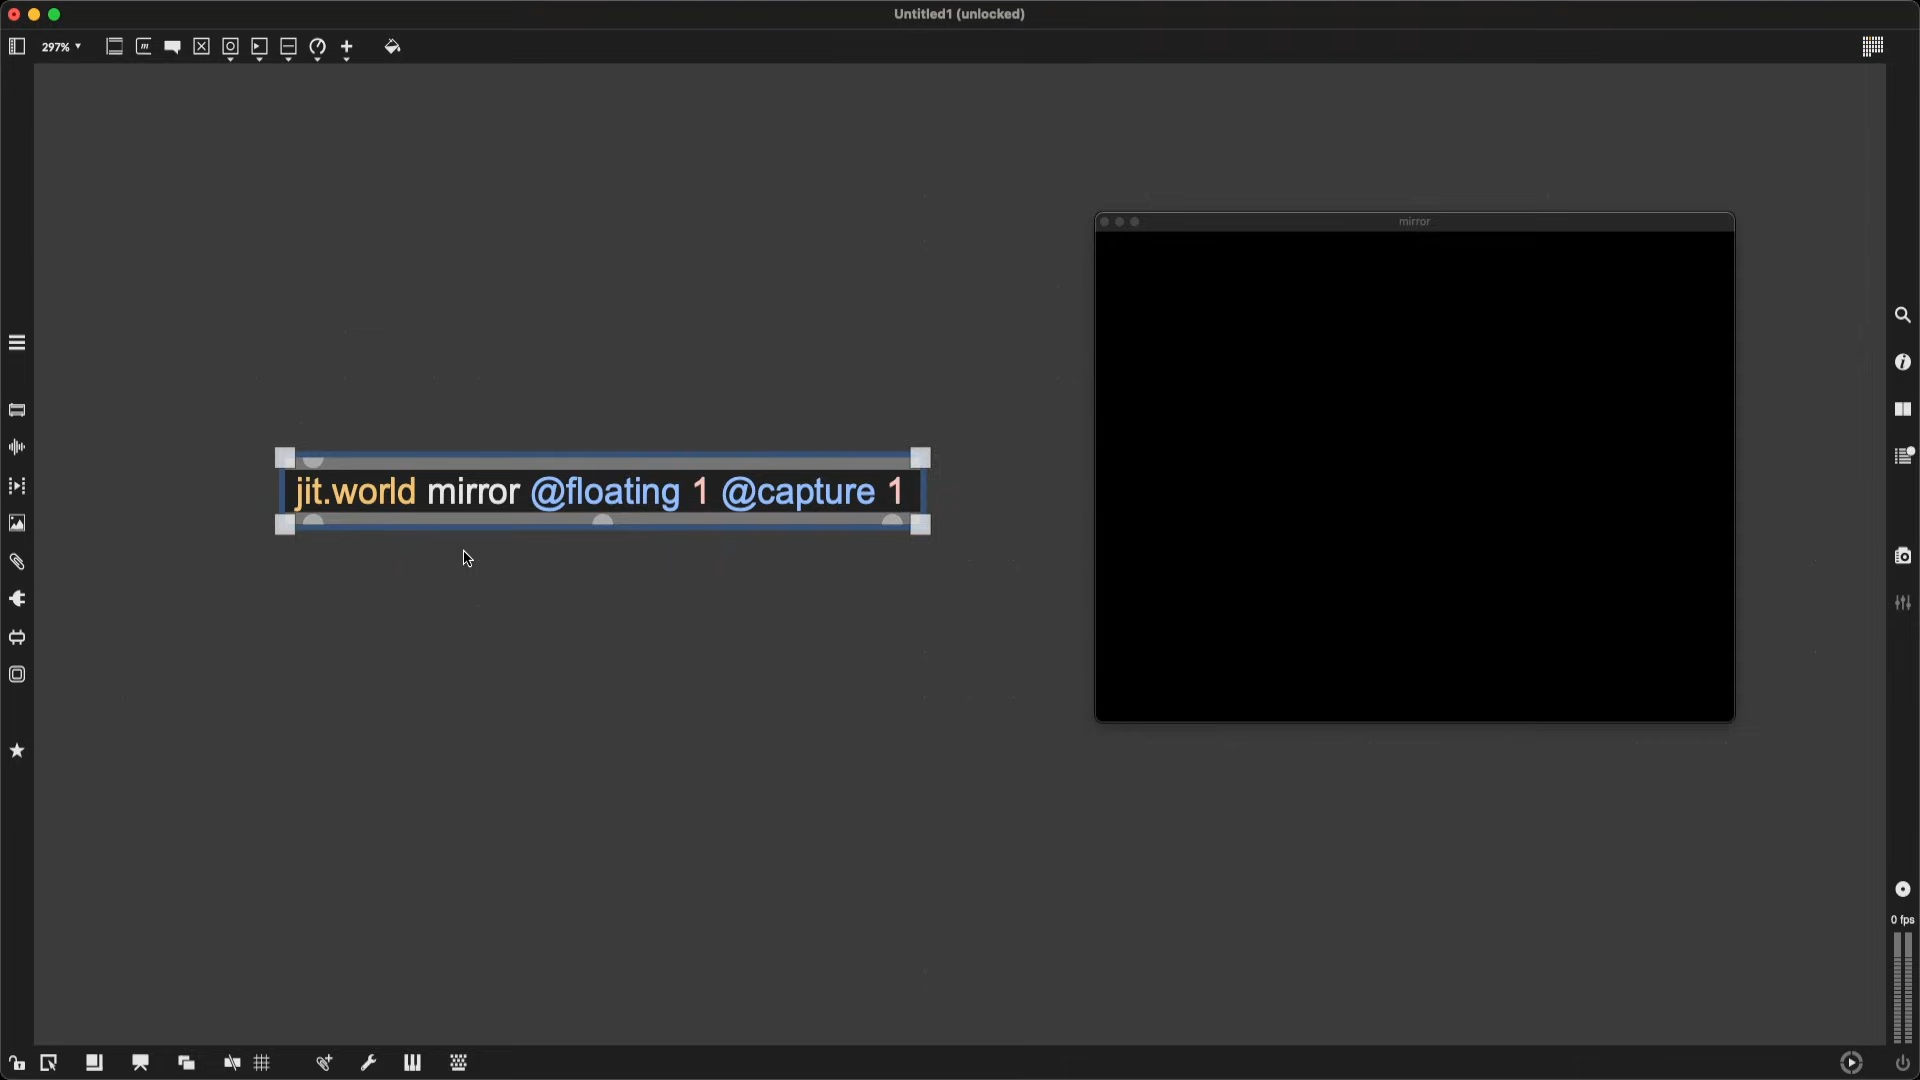 Untitled1 (unlocked)
297%
mirror
jit.world mirror @floating 1 @capture 1
0 fps